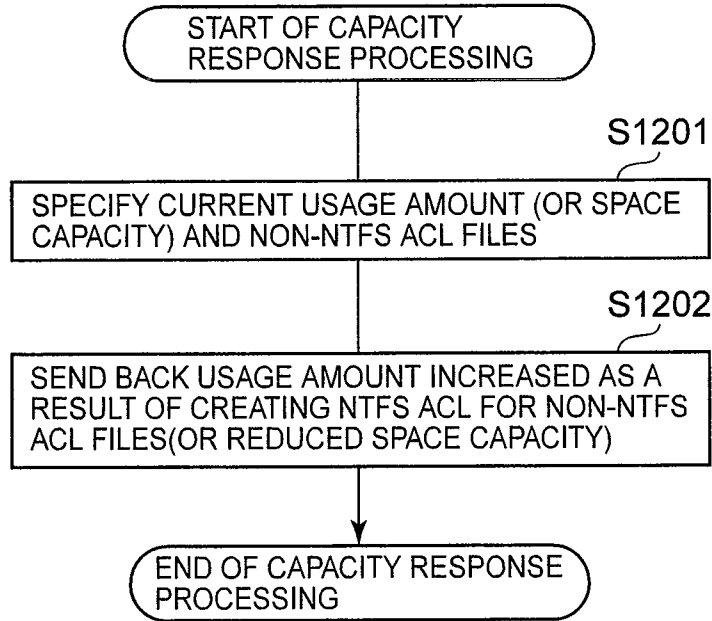 START OF CAPACITY
RESPONSE PROCESSING
S1201
SPECIFY CURRENT USAGE AMOUNT (OR SPACE
CAPACITY) AND NON-NTFS ACL FILES
S1202
SEND BACK USAGE AMOUNT INCREASED AS A
RESULT OF CREATING NTFS ACL FOR NON-NTFS
ACL FILES(OR REDUCED SPACE CAPACITY)
END OF CAPACITY RESPONSE
PROCESSING